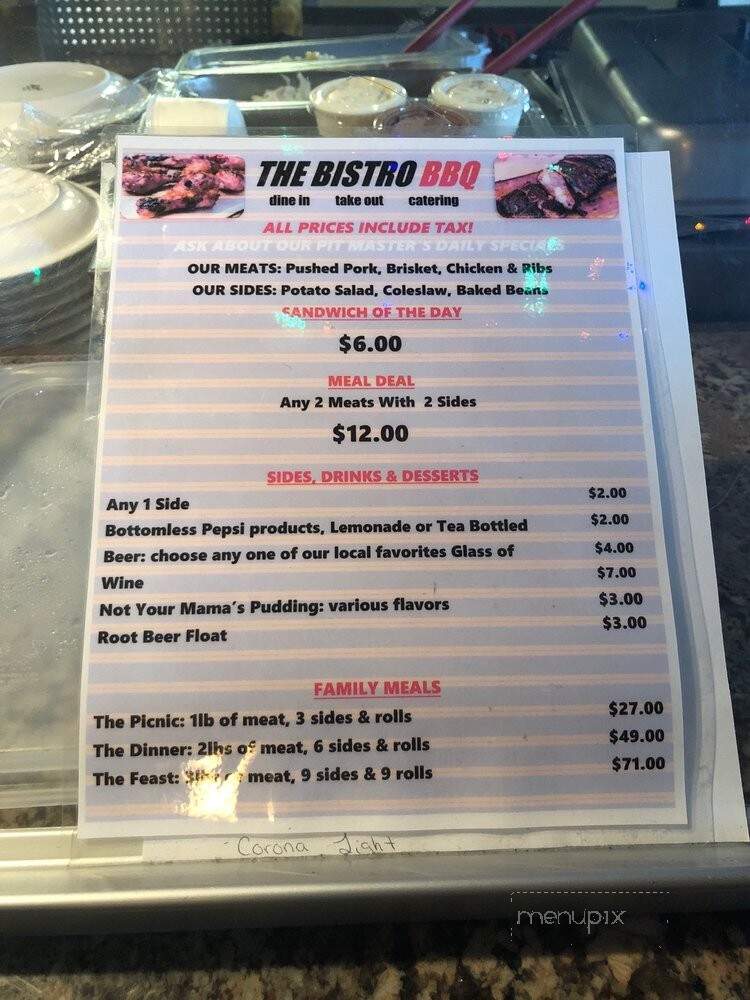 THE BISTRO BBQ
dine in take out catering
ALL PRICES INCLUDE TAX!
ASK ABOUT OUR PIT MASTER'S DAILY SPECIALS
OUR MEATS: Pushed Pork, Brisket, Chicken & Ribs
OUR SIDES: Potato Salad, Coleslaw, Baked Beans
SANDWICH OF THE DAY
$6.00
MEAL DEAL
Any 2 Meats With 2 Sides
$12.00
SIDES, DRINKS & DESSERTS
Any 1 Side $2.00
Bottomless Pepsi products, Lemonade or Tea Bottled $2.00
Beer: choose any one of our local favorites Glass of $4.00
Wine $7.00
Not Your Mama's Pudding: various flavors $3.00
Root Beer Float $3.00
FAMILY MEALS
The Picnic: 1lb of meat, 3 sides & rolls $27.00
The Dinner: 2lbs of meat, 6 sides & rolls $49.00
The Feast: meat, 9 sides & 9 rolls $71.00
Corona Light
menupix